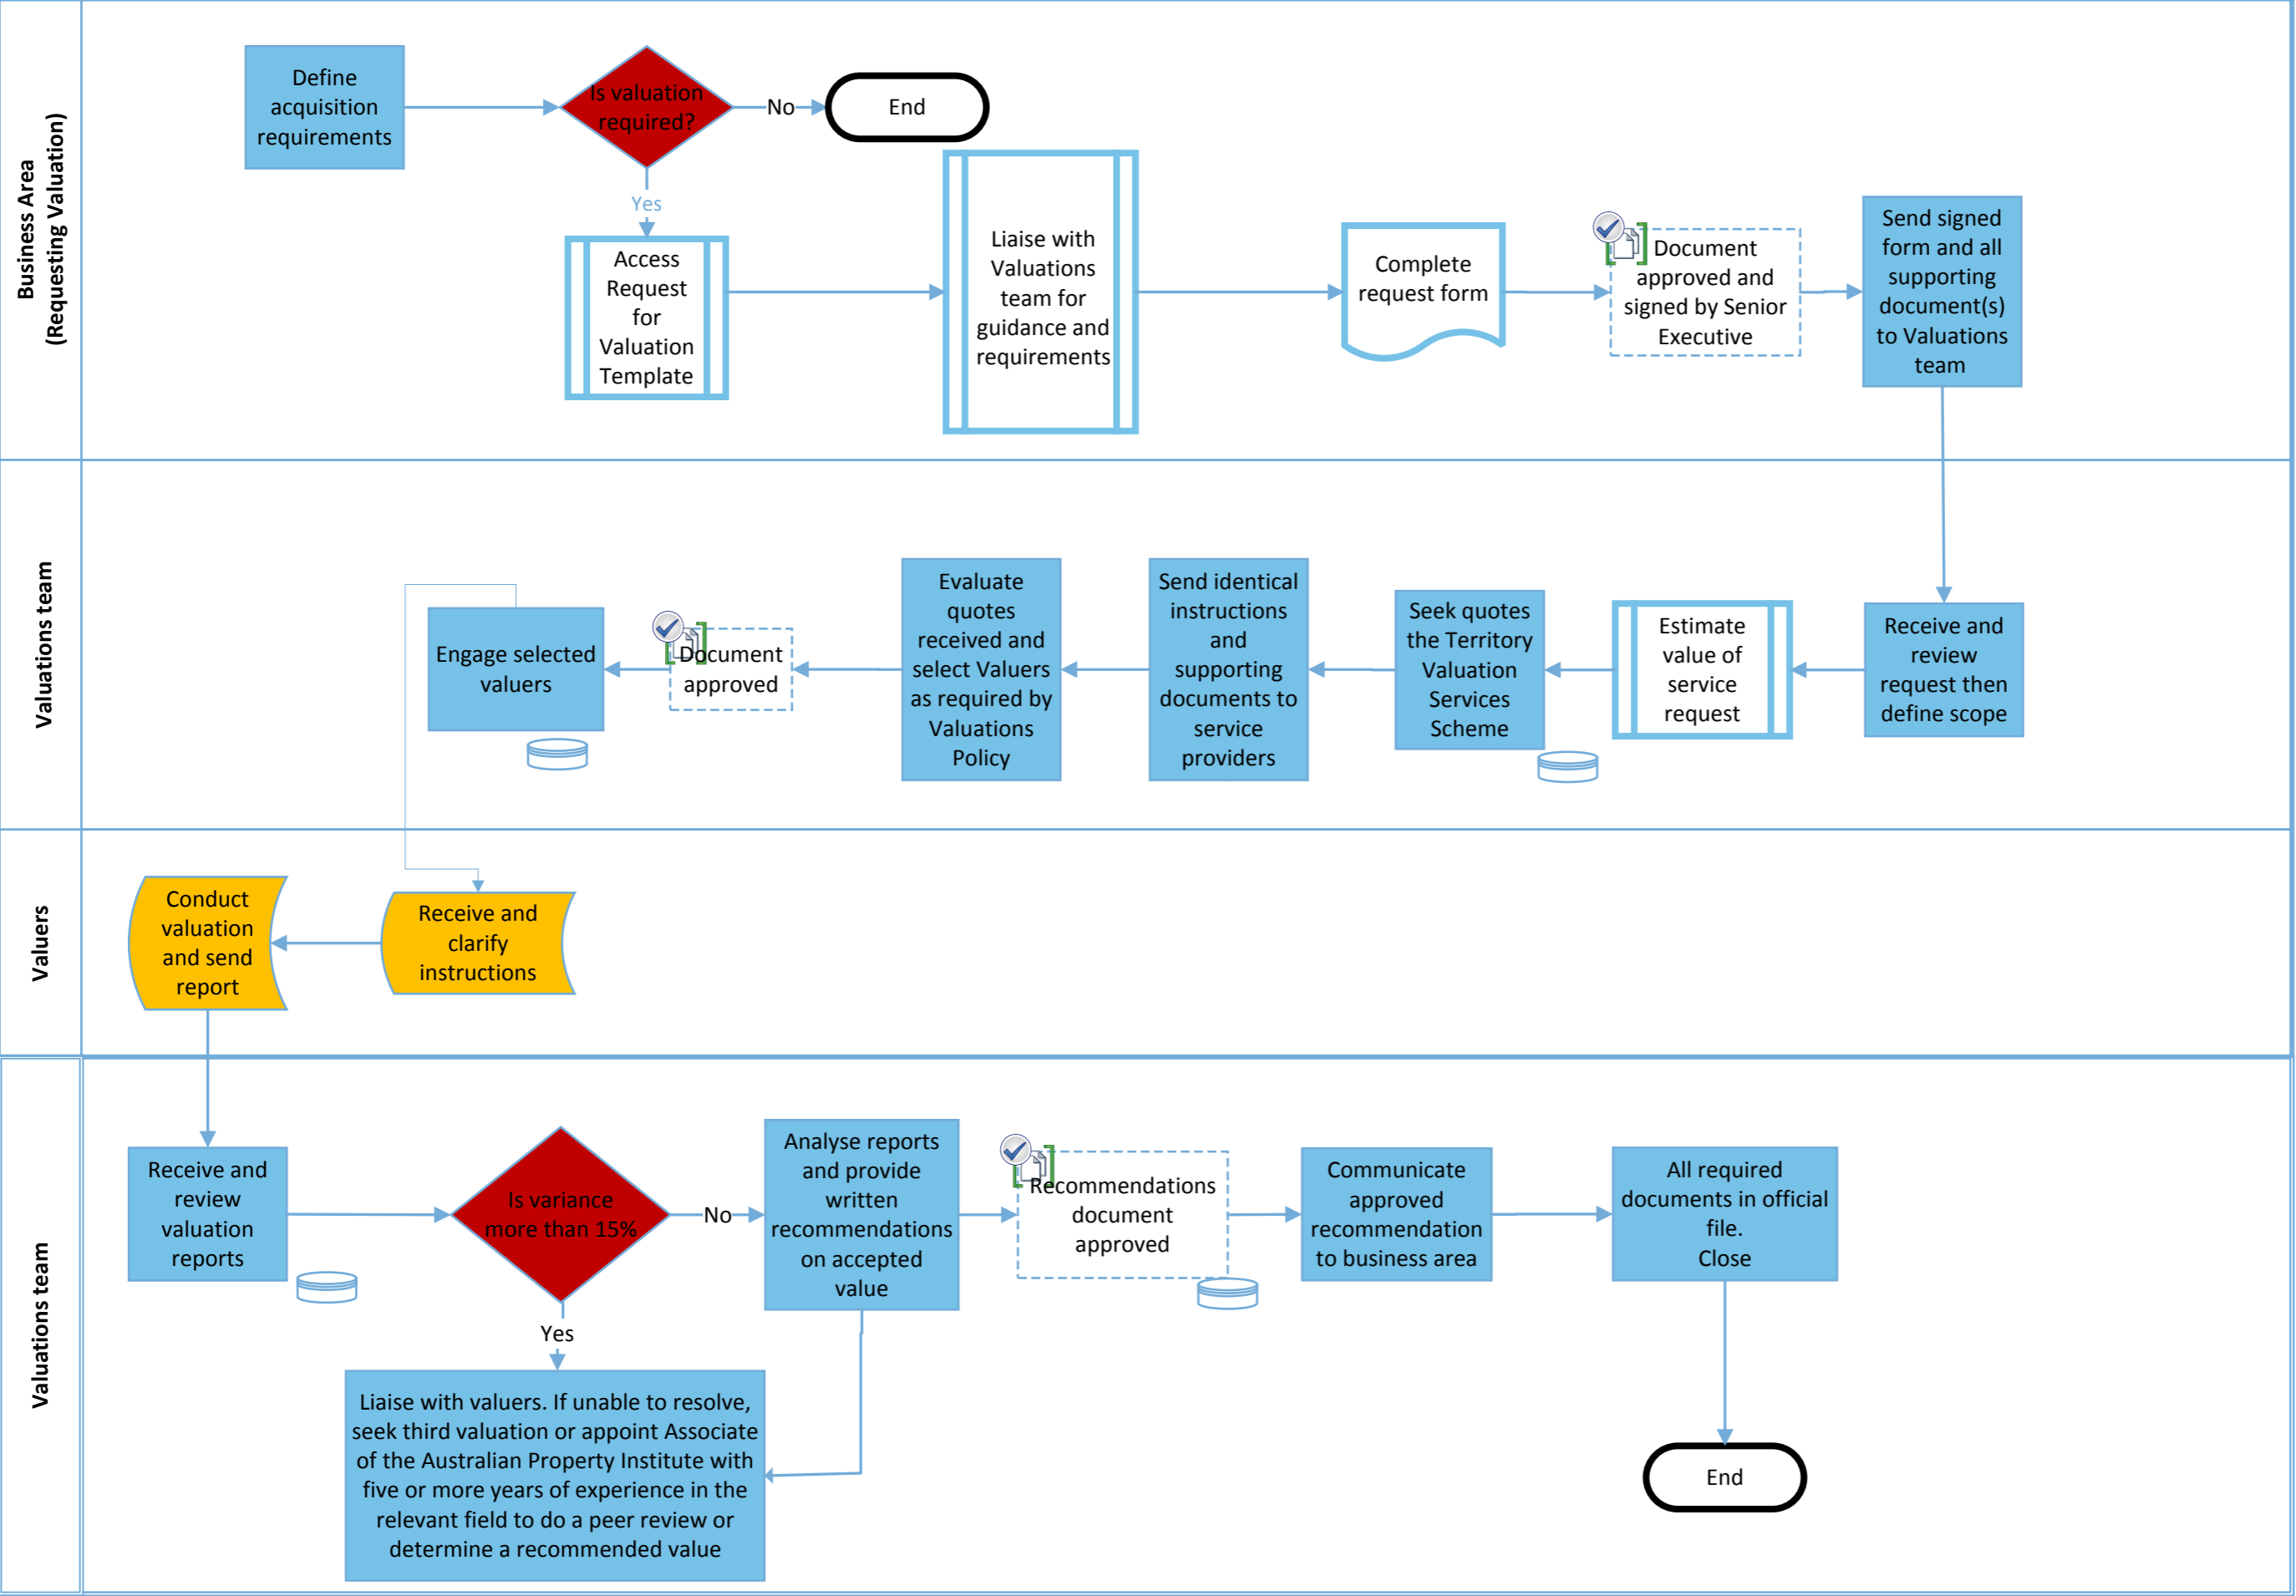 Business Area
(Requesting Valuation)
Define
acquisition
requirements
Is valuation
required?
No
End
Yes
Access
Request
for
Valuation
Template
Liaise with
Valuations
team for
guidance and
requirements
Complete
request form
Document
approved and
signed by Senior
Executive
Send signed
form and all
supporting
document(s)
to Valuations
team
Valuations team
Receive and
review
request then
define scope
Estimate
value of
service
request
Seek quotes
the Territory
Valuation
Services
Scheme
Send identical
instructions
and
supporting
documents to
service
providers
Evaluate
quotes
received and
select Valuers
as required by
Valuations
Policy
Document
approved
Engage selected
valuers
Valuers
Receive and
clarify
instructions
Conduct
valuation
and send
report
Valuations team
Receive and
review
valuation
reports
Is variance
more than 15%
No
Yes
Analyse reports
and provide
written
recommendations
on accepted
value
Liaise with valuers. If unable to resolve,
seek third valuation or appoint Associate
of the Australian Property Institute with
five or more years of experience in the
relevant field to do a peer review or
determine a recommended value
Recommendations
document
approved
Communicate
approved
recommendation
to business area
All required
documents in official
file.
Close
End